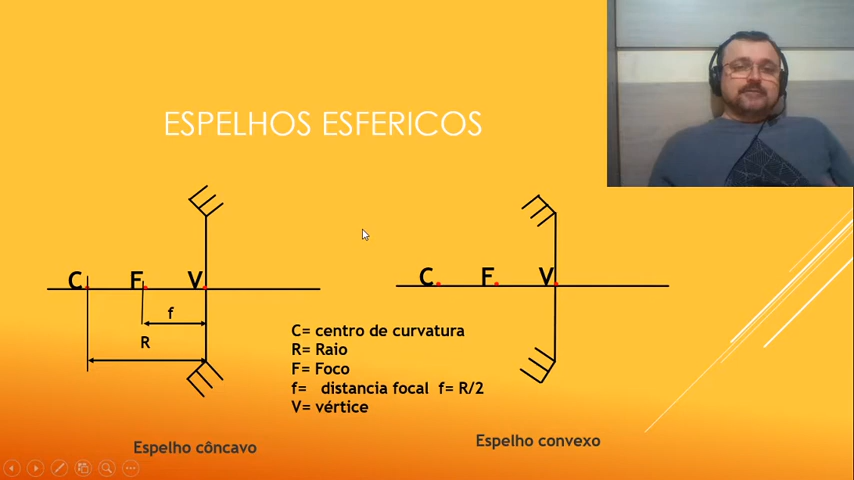 ESPELHOS ESFERICOS
C F V
f
R
C F V
C= centro de curvatura
R= Raio
F= Foco
f= distancia focal f= R/2
V= vértice
Espelho côncavo
Espelho convexo